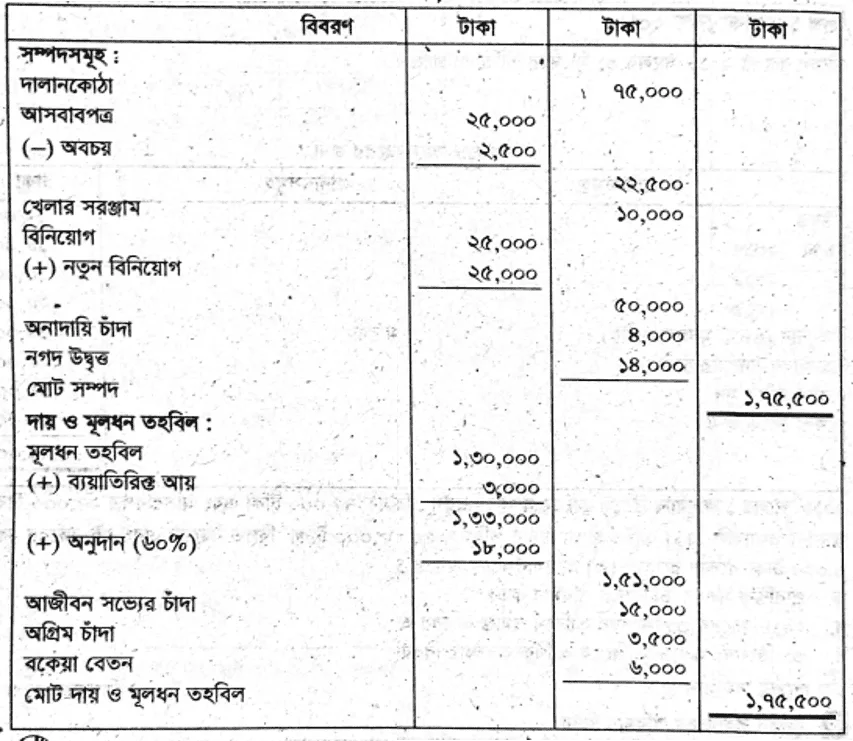 বিবরণ টাকা টাকা টাকা
সম্পদসমূহ :
দালানকোঠা ৭৫,০০০
আসবাবপত্র ২৫,০০০
(–) অবচয় ২,৫০০
২২,৫০০
খেলার সরঞ্জাম ১০,০০০
বিনিয়োগ ২৫,০০০
(+) নতুন বিনিয়োগ ২৫,০০০
৫০,০০০
অনাদায়ি চাঁদা ৪,০০০
নগদ উদ্বৃত্ত ১৪,০০০
মোট সম্পদ ১,৭৫,৫০০
দায় ও মূলধন তহবিল :
মূলধন তহবিল ১,৩০,০০০
(+) ব্যয়াতিরিক্ত আয় ৩,০০০
১,৩৩,০০০
(+) অনুদান (৬০%) ১৮,০০০
১,৫১,০০০
আজীবন সভ্যের চাঁদা ১৫,০০০
অগ্রিম চাঁদা ৩,৫০০
বকেয়া বেতন ৬,০০০
মোট দায় ও মূলধন তহবিল ১,৭৫,৫০০